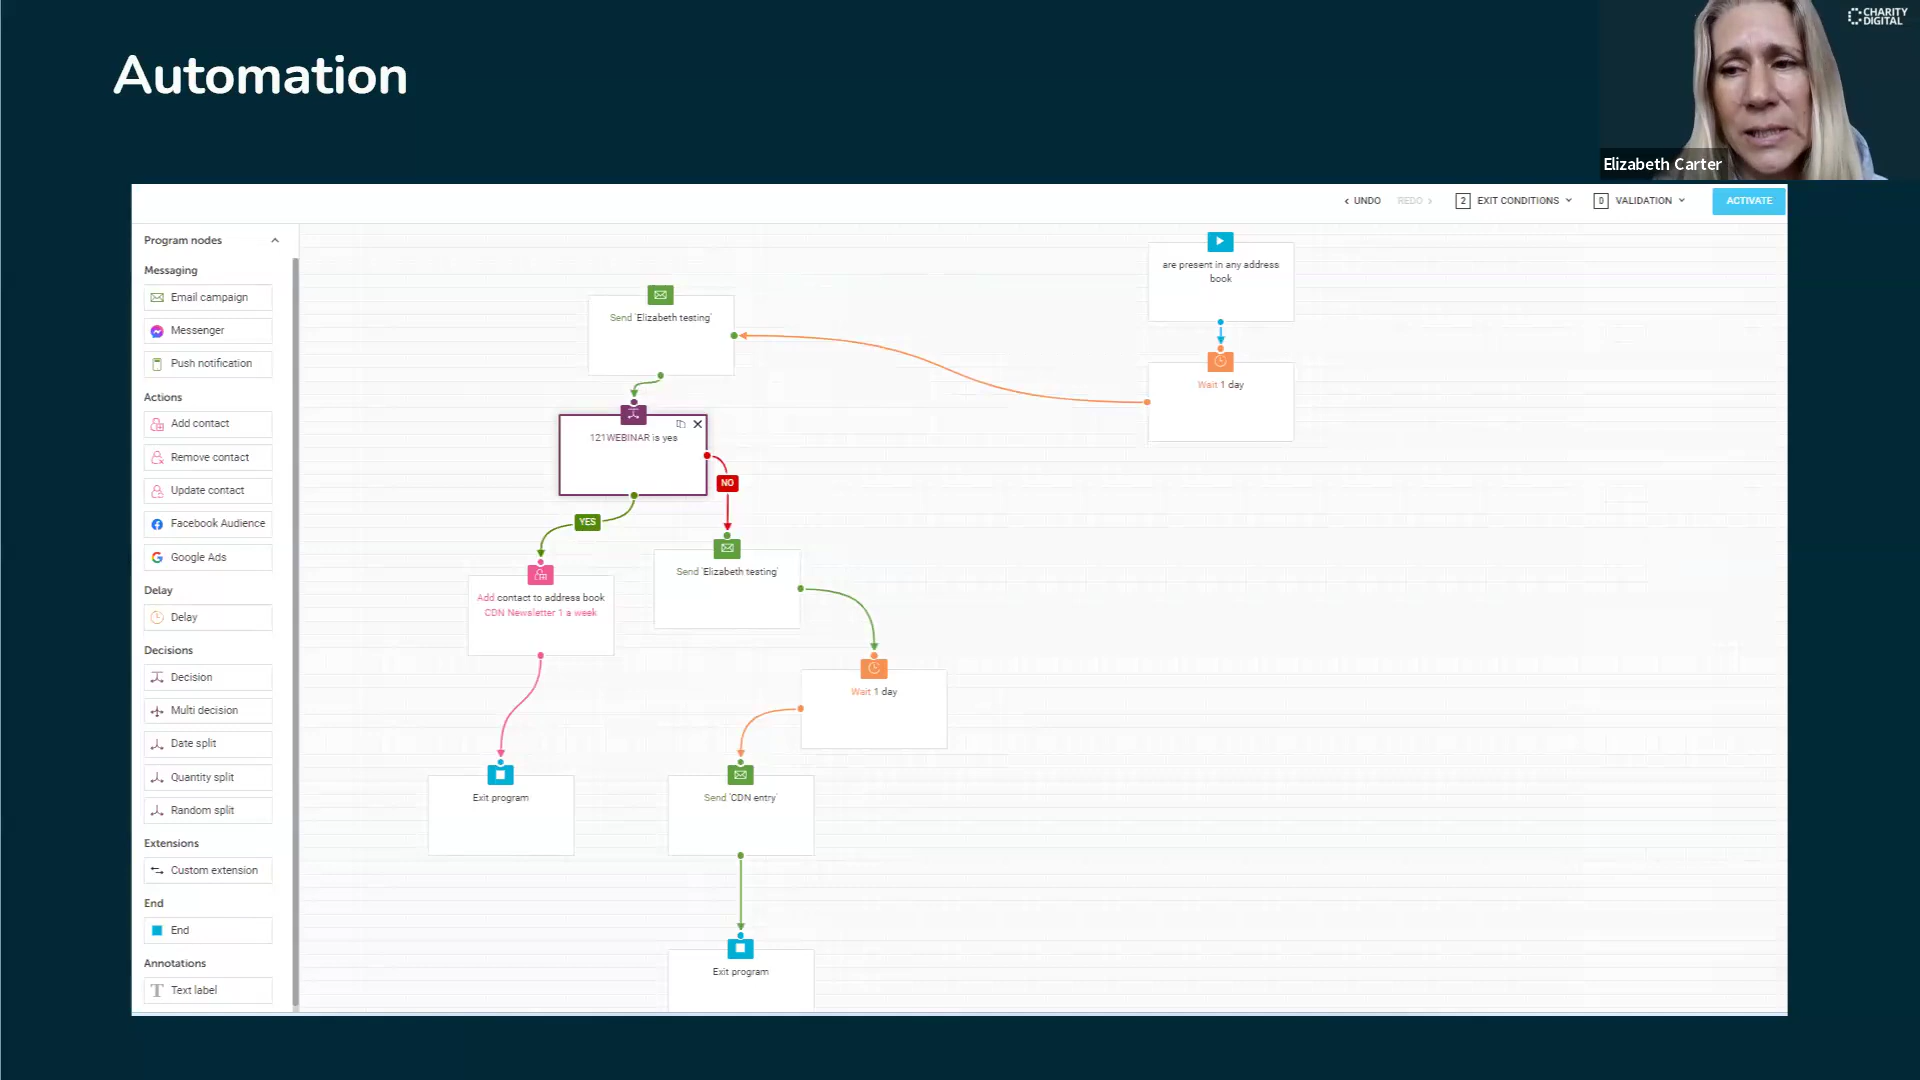 Automation
CHARITY
DIGITAL
Elizabeth Carter
UNDO
REDO
2 EXIT CONDITIONS
0 VALIDATION
ACTIVATE
Program nodes
Messaging
Email campaign
Messenger
Push notification
Actions
Add contact
Remove contact
Update contact
Facebook Audience
Google Ads
Delay
Delay
Decisions
Decision
Multi decision
Date split
Quantity split
Random split
Extensions
Custom extension
End
End
Annotations
T Text label
are present in any address
book
Wait 1 day
Send 'Elizabeth testing'
121WEBINAR is yes
NO
YES
Add contact to address book
CDN Newsletter 1 a week
Send 'Elizabeth testing'
Wait 1 day
Exit program
Send 'CDN entry'
Exit program